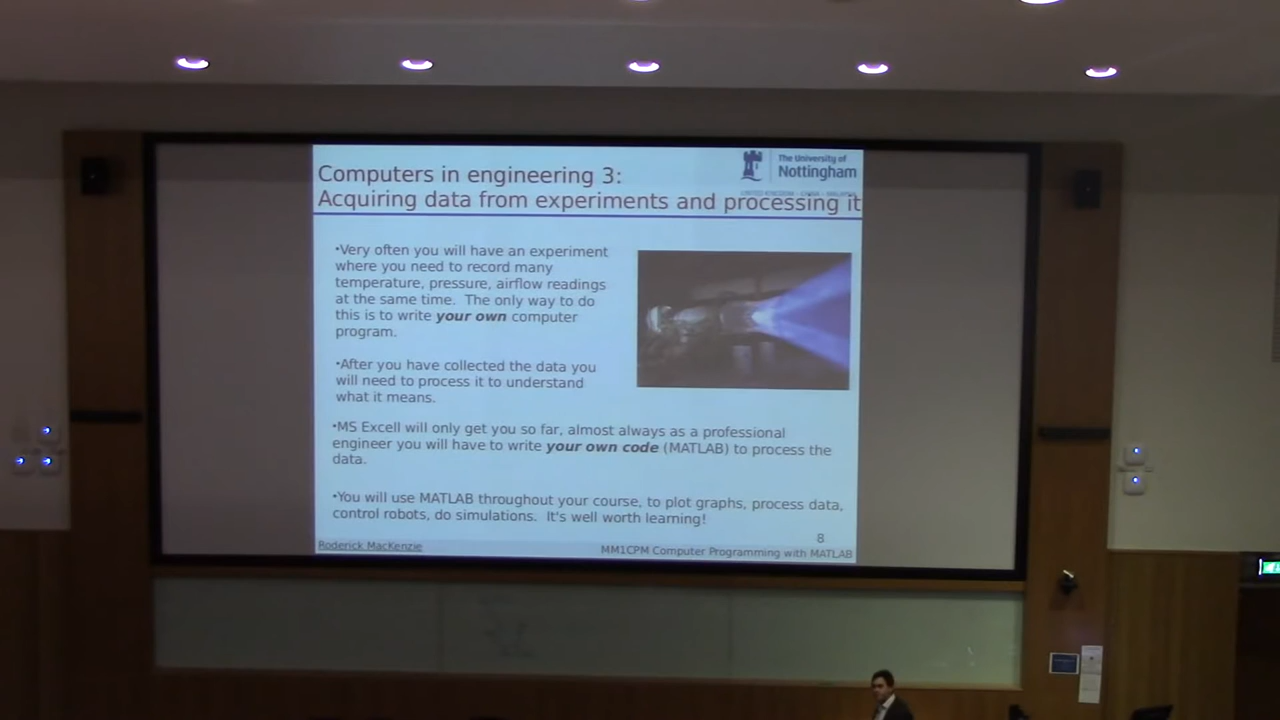 Computers in engineering 3:
Acquiring data from experiments and processing it
The University of
Nottingham
UNITED KINGDOM · CHINA · MALAYSIA
•Very often you will have an experiment
where you need to record many
temperature, pressure, airflow readings
at the same time.  The only way to do
this is to write your own computer
program.
•After you have collected the data you
will need to process it to understand
what it means.
•MS Excell will only get you so far, almost always as a professional
engineer you will have to write your own code (MATLAB) to process the
data.
•You will use MATLAB throughout your course, to plot graphs, process data,
control robots, do simulations.  It's well worth learning!
8
Roderick MacKenzie
MM1CPM Computer Programming with MATLAB